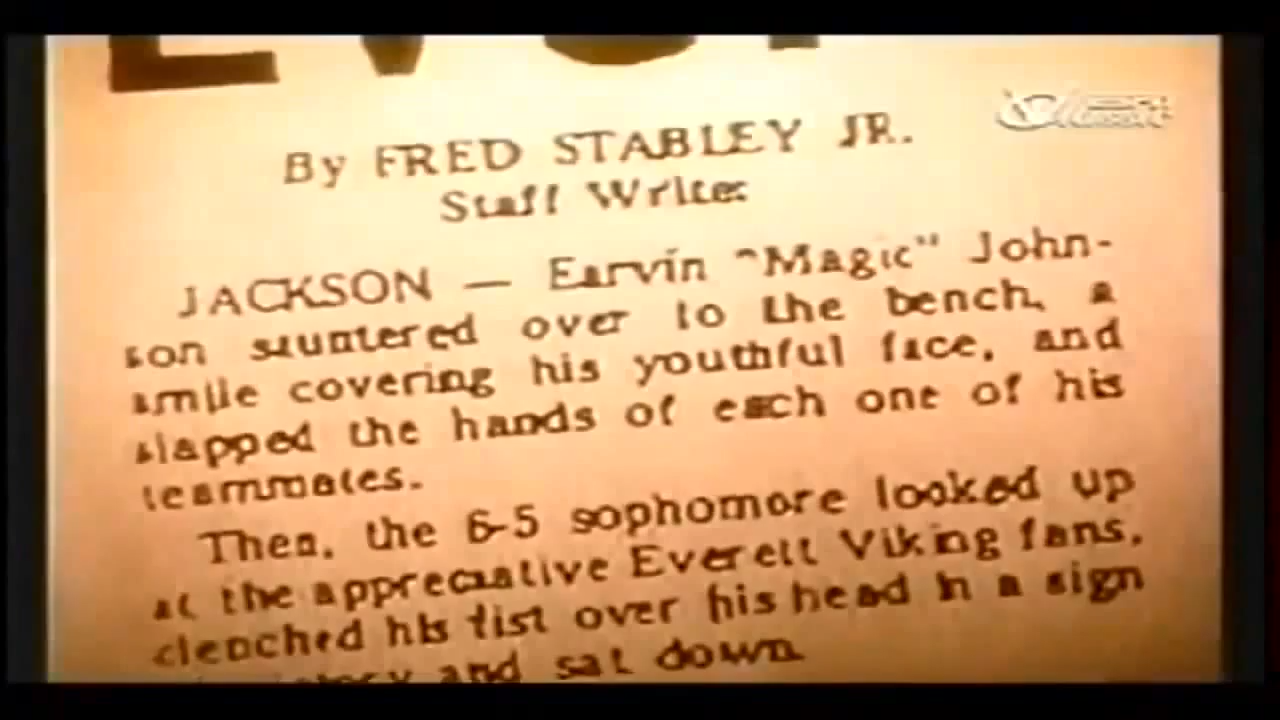 By FRED STABLEY JR.
Staff Writer
JACKSON — Earvin "Magic" John-
son sauntered over to the bench, a
smile covering his youthful face, and
slapped the hands of each one of his
teammates.
Then, the 6-5 sophomore looked up
at the appreciative Everett Viking fans,
clenched his fist over his head in a sign
and sat down